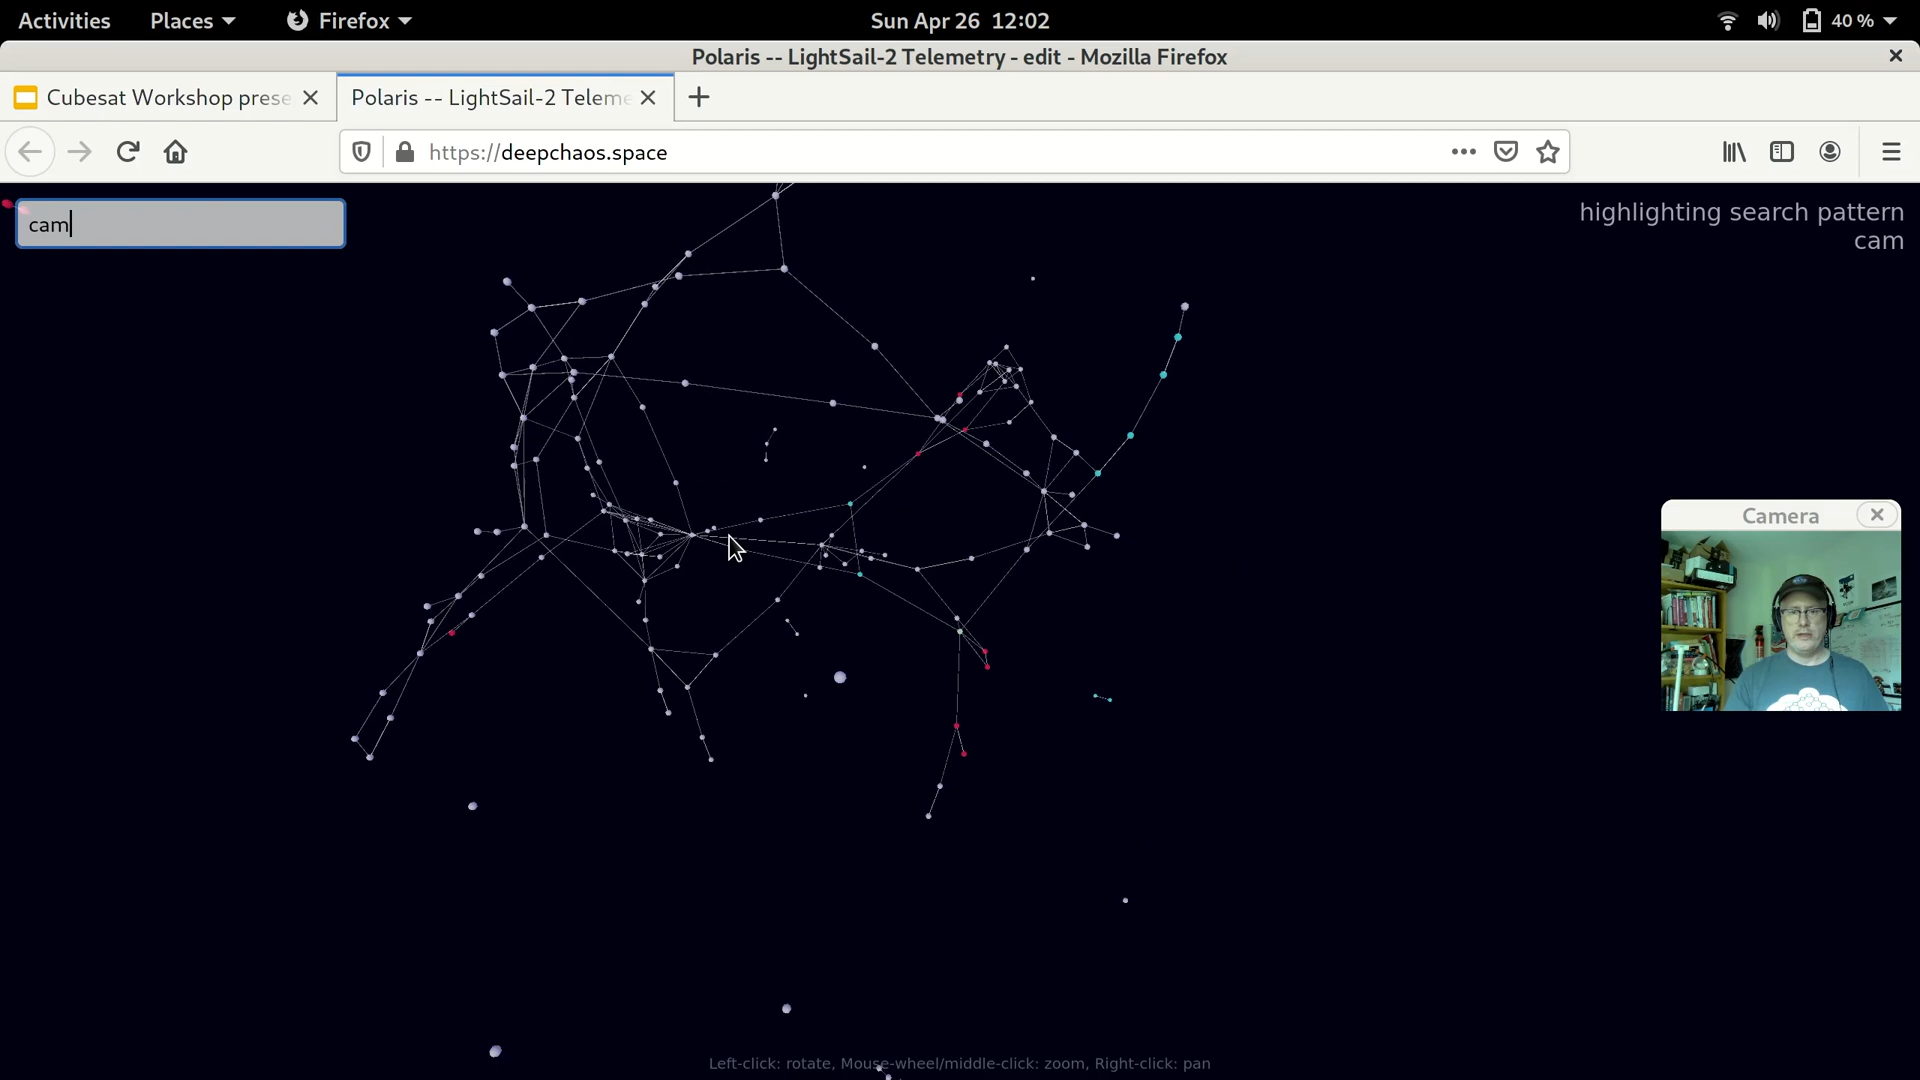 Activities
Places
Firefox
Sun Apr 26 12:02
40 %
Polaris -- LightSail-2 Telemetry - edit - Mozilla Firefox
Cubesat Workshop prese
Polaris -- LightSail-2 Teleme
https://deepchaos.space
cam
highlighting search pattern
cam
Camera
Left-click: rotate, Mouse-wheel/middle-click: zoom, Right-click: pan